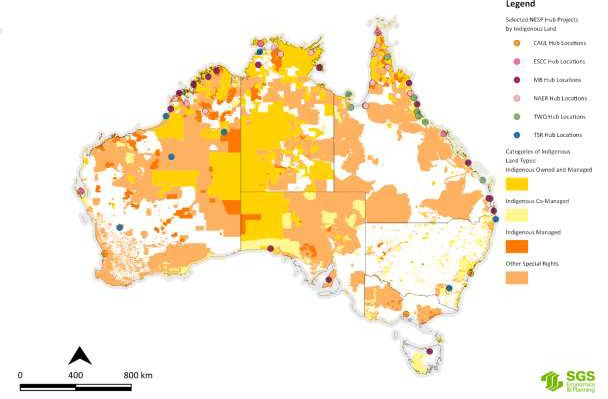 Legend
Selected NESP Hub Projects
by Indigenous Land
CAUL Hub Locations
ESCC Hub Locations
MB Hub Locations
NAER Hub Locations
TWQ Hub Locations
TSR Hub Locations
Categories of Indigenous
Land Types:
Indigenous Owned and Managed
Indigenous Co-Managed
Indigenous Managed
Other Special Rights
0 400 800 km
SGS
Economics
& Planning